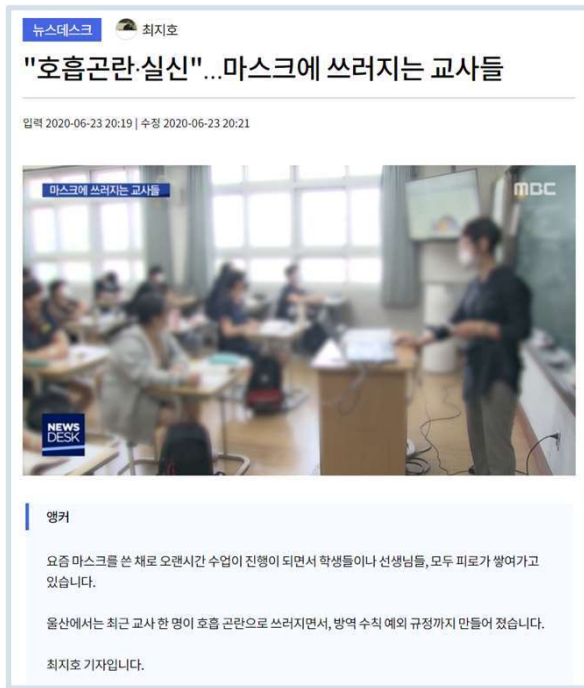 뉴스데스크 최지호
"호흡곤란·실신"...마스크에 쓰러지는 교사들
입력 2020-06-23 20:19 | 수정 2020-06-23 20:21
마스크에 쓰러지는 교사들
MBC
NEWS
DESK
앵커
요즘 마스크를 쓴 채로 오랜시간 수업이 진행이 되면서 학생들이나 선생님들, 모두 피로가 쌓여가고
있습니다.
울산에서는 최근 교사 한 명이 호흡 곤란으로 쓰러지면서, 방역 수칙 예외 규정까지 만들어 졌습니다.
최지호 기자입니다.